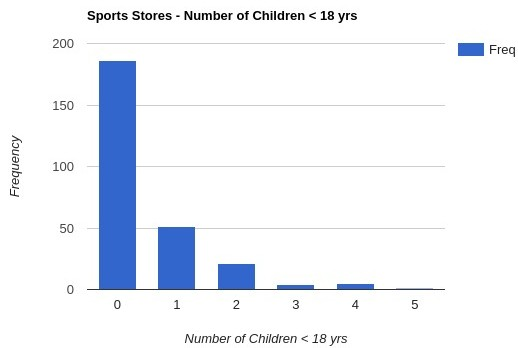 Sports Stores - Number of Children < 18 yrs
200
150
100
50
0
Frequency
Freq
0 1 2 3 4 5
Number of Children < 18 yrs